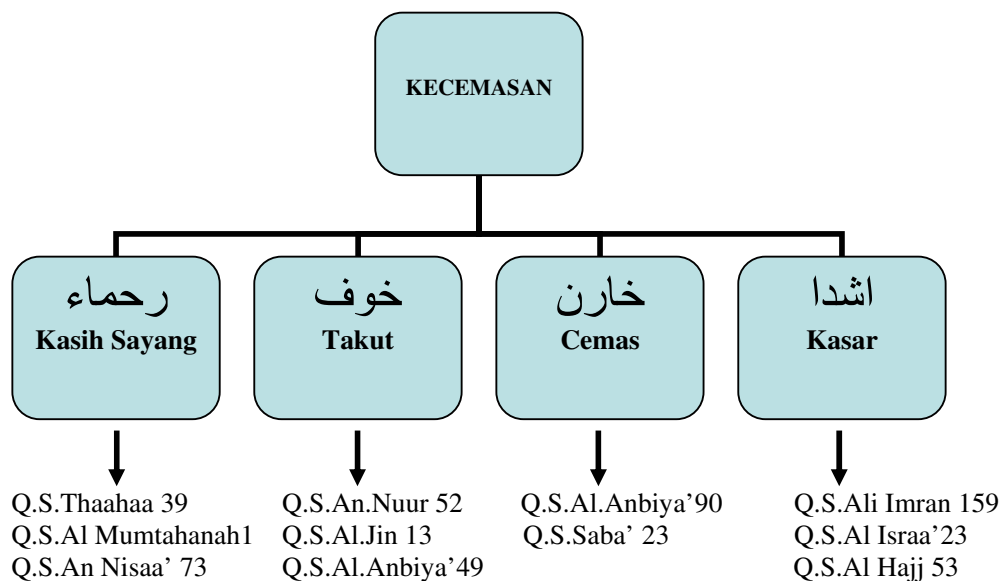 KECEMASAN
رحماء
Kasih Sayang
خوف
Takut
خارن
Cemas
اشدا
Kasar
Q.S.Thaahaa 39
Q.S.Al Mumtahanah1
Q.S.An Nisaa' 73
Q.S.An.Nuur 52
Q.S.Al.Jin 13
Q.S.Al.Anbiya’49
Q.S.Al.Anbiya’90
Q.S.Saba’ 23
Q.S.Ali Imran 159
Q.S.Al Israa’23
Q.S.Al Hajj 53